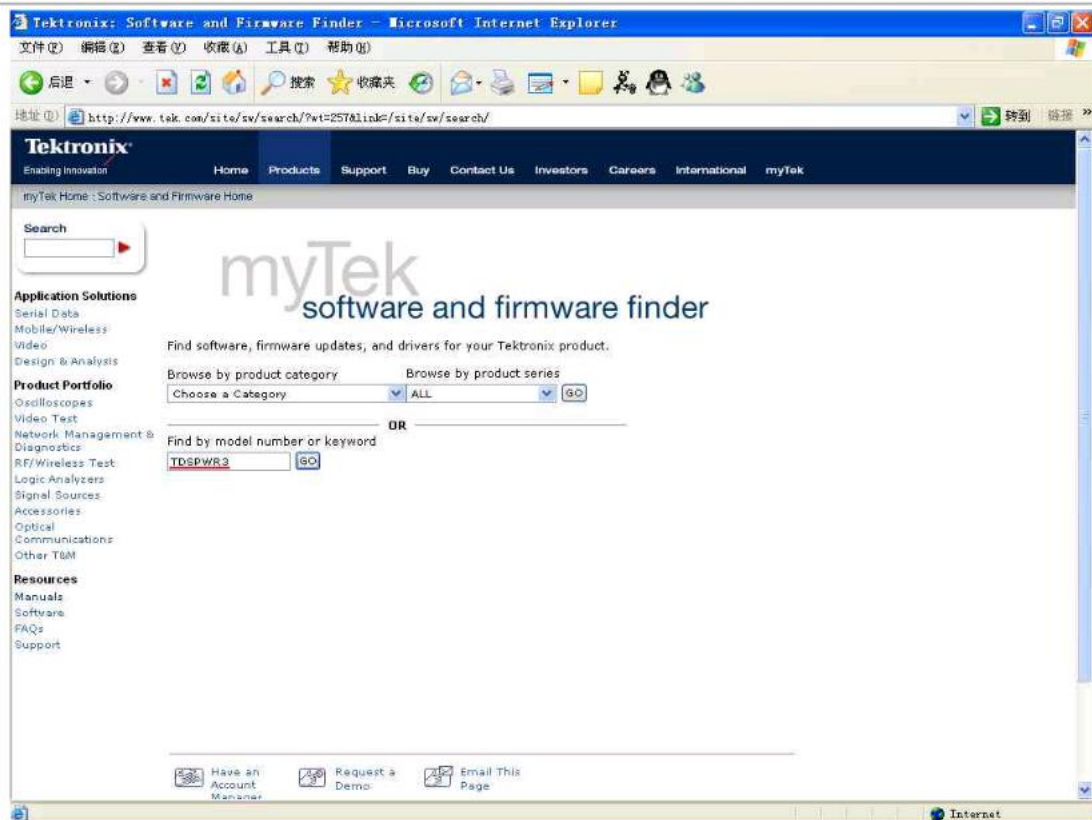 Tektronix: Software and Firmware Finder - Microsoft Internet Explorer
文件(F) 编辑(E) 查看(V) 收藏(A) 工具(T) 帮助(H)
后退 搜索 收藏夹
地址(D) http://www.tek.com/site/sw/search/?wt=257&link=/site/sw/search/ 转到 链接 »
Tektronix
Enabling Innovation
Home Products Support Buy Contact Us Investors Careers International myTek
myTek Home : Software and Firmware Home
Search
myTek
software and firmware finder
Application Solutions
Serial Data
Mobile/Wireless
Video
Design & Analysis
Product Portfolio
Oscilloscopes
Video Test
Network Management &
Diagnostics
RF/Wireless Test
Logic Analyzers
Signal Sources
Accessories
Optical
Communications
Other T&M
Resources
Manuals
Software
FAQs
Support
Find software, firmware updates, and drivers for your Tektronix product.
Browse by product category Browse by product series
Choose a Category ALL GO
OR
Find by model number or keyword
TDSPWR3 GO
Have an
Account
Manager
Request a
Demo
Email This
Page
Internet